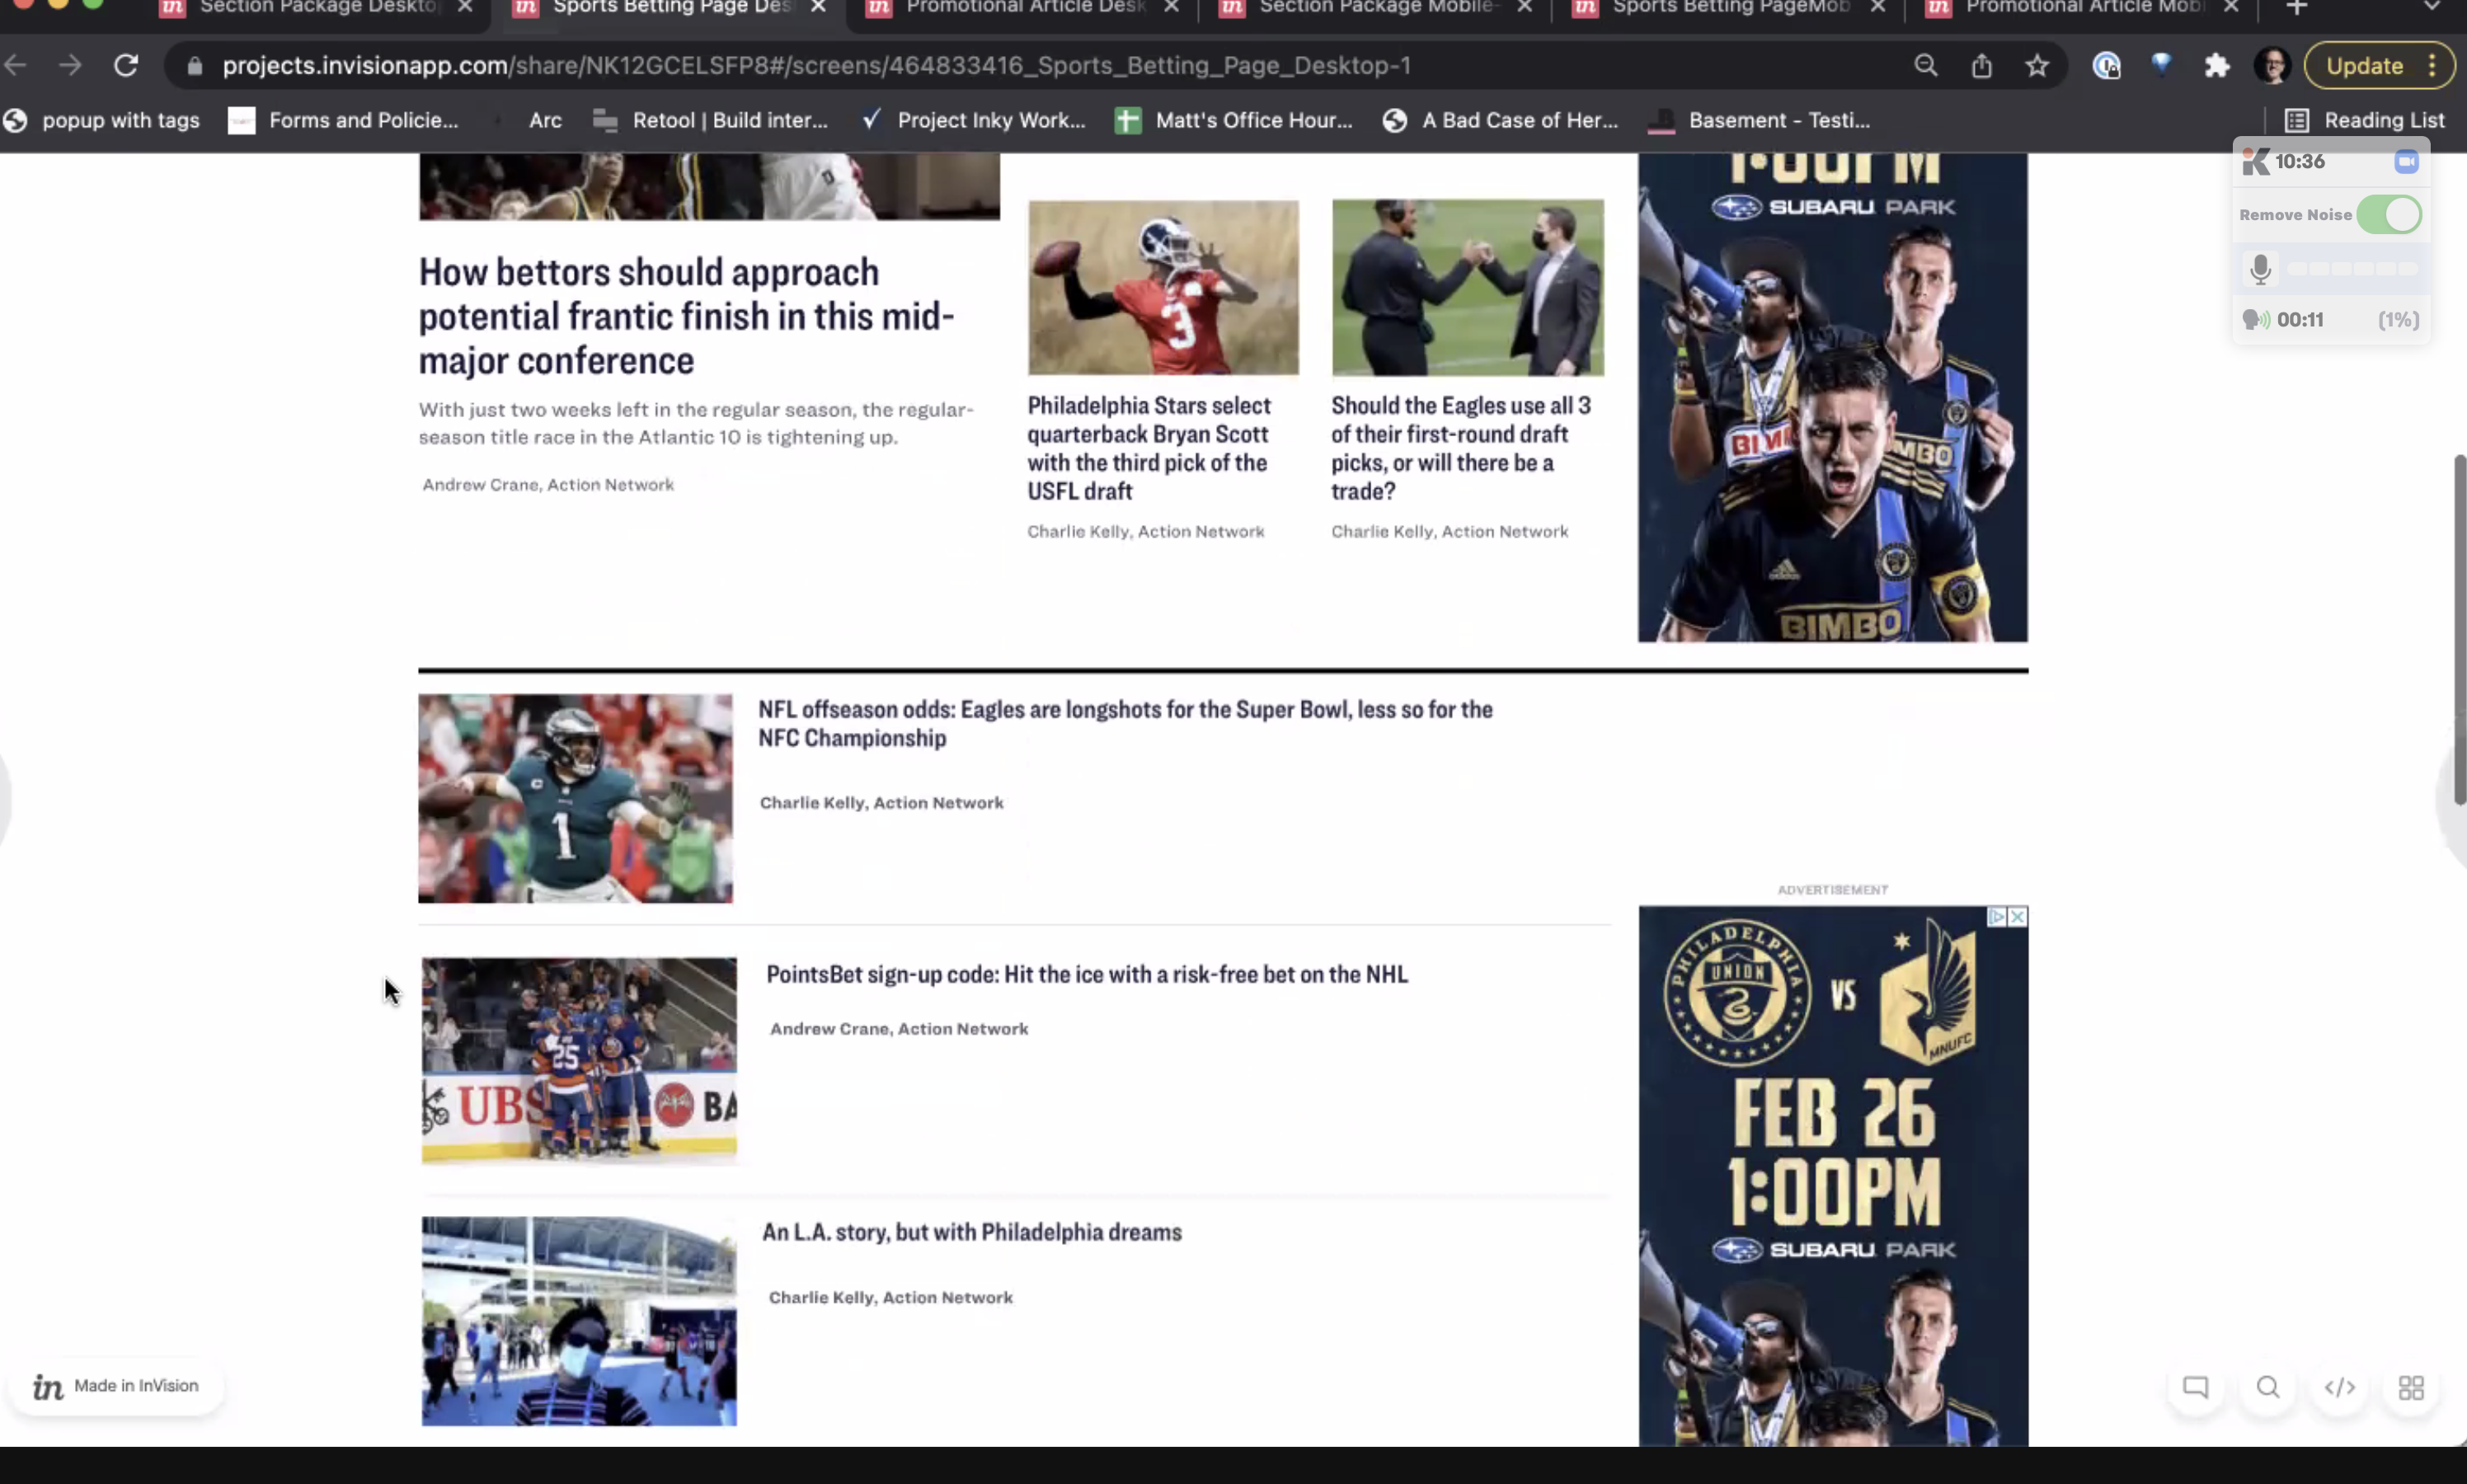 Section Package Deskto
Sports Betting Page Des
Promotional Article Desk
Section Package Mobile-
Sports Betting PageMob
Promotional Article Mobi
projects.invisionapp.com/share/NK12GCELSFP8#/screens/464833416_Sports_Betting_Page_Desktop-1
Update
popup with tags
Forms and Policie...
Arc
Retool | Build inter...
Project Inky Work...
Matt's Office Hour...
A Bad Case of Her...
Basement - Testi...
Reading List
10:36
Remove Noise
00:11 (1%)
1:00PM
SUBARU PARK
How bettors should approach
potential frantic finish in this mid-
major conference
With just two weeks left in the regular season, the regular-
season title race in the Atlantic 10 is tightening up.
Andrew Crane, Action Network
3
Philadelphia Stars select
quarterback Bryan Scott
with the third pick of the
USFL draft
Charlie Kelly, Action Network
Should the Eagles use all 3
of their first-round draft
picks, or will there be a
trade?
Charlie Kelly, Action Network
BIMBO
NFL offseason odds: Eagles are longshots for the Super Bowl, less so for the
NFC Championship
Charlie Kelly, Action Network
1
PointsBet sign-up code: Hit the ice with a risk-free bet on the NHL
Andrew Crane, Action Network
25
UBS
BA
An L.A. story, but with Philadelphia dreams
Charlie Kelly, Action Network
ADVERTISEMENT
PHILADELPHIA
UNION
VS
MNUFC
FEB 26
1:00PM
SUBARU PARK
in Made in InVision